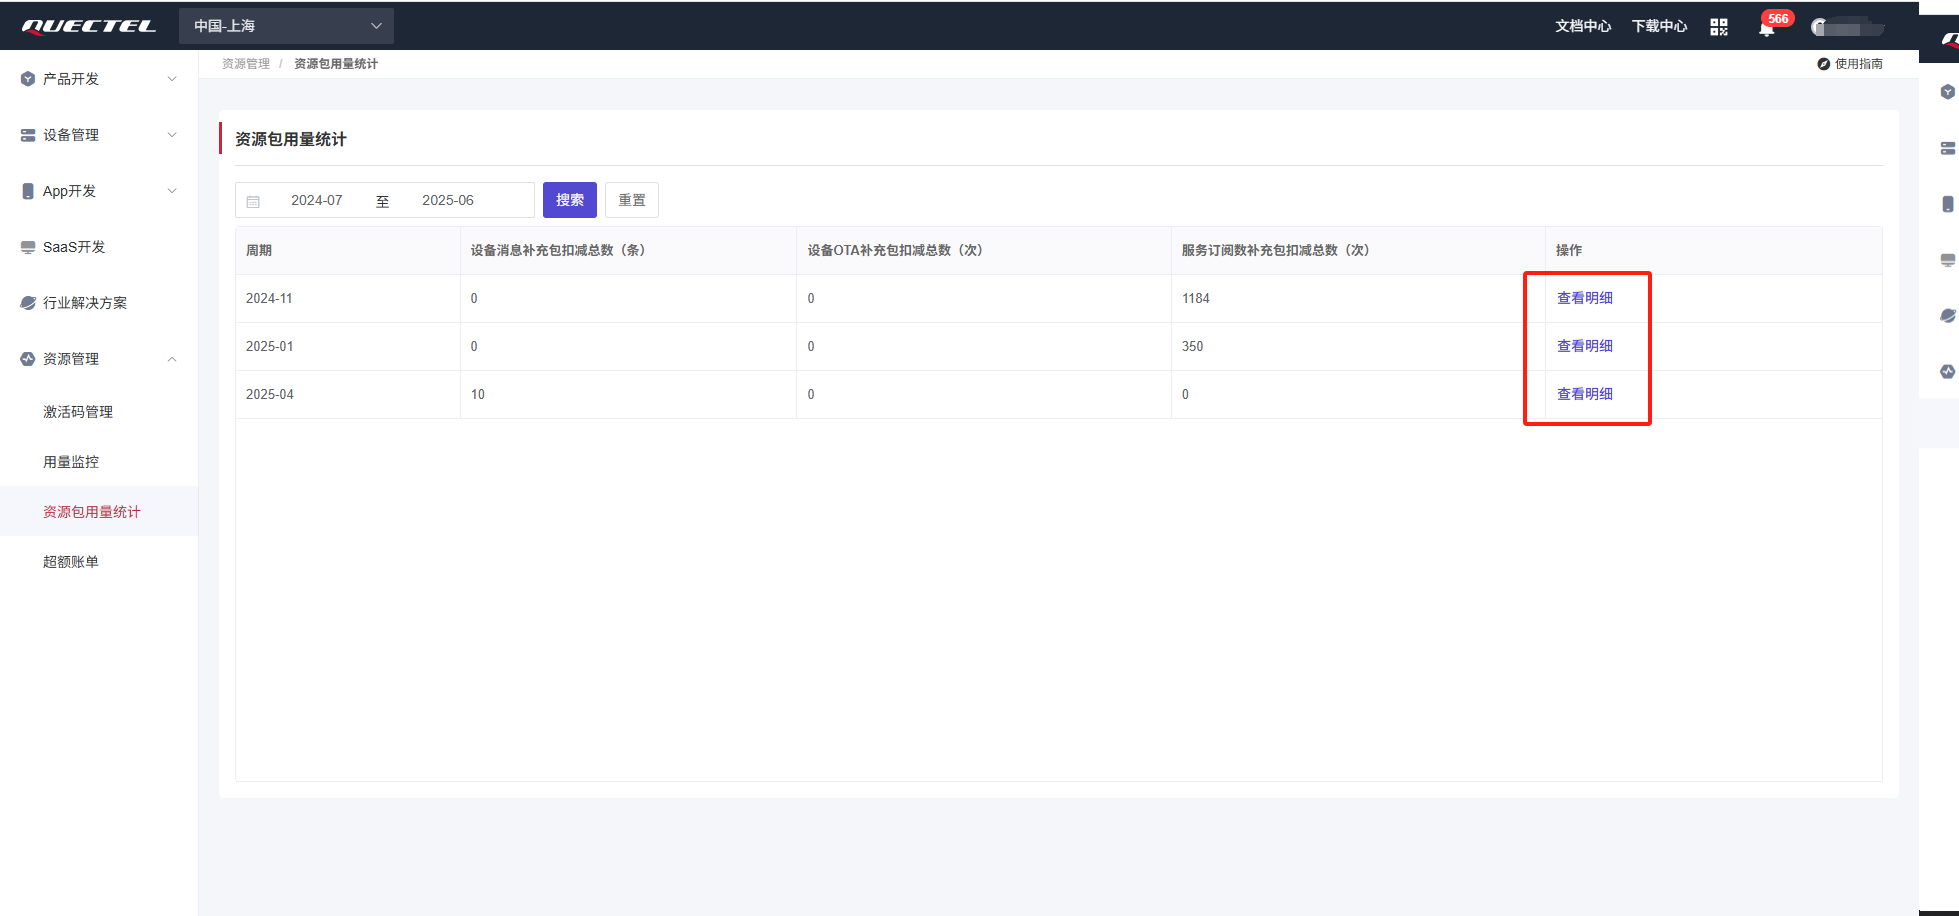 QUECTEL 中国-上海 文档中心 下载中心 566
产品开发
设备管理
App开发
SaaS开发
行业解决方案
资源管理
激活码管理
用量监控
资源包用量统计
超额账单
资源管理 / 资源包用量统计 使用指南
资源包用量统计
2024-07 至 2025-06 搜索 重置
周期 设备消息补充包扣减总数（条） 设备OTA补充包扣减总数（次） 服务订阅数补充包扣减总数（次） 操作
2024-11 0 0 1184 查看明细
2025-01 0 0 350 查看明细
2025-04 10 0 0 查看明细